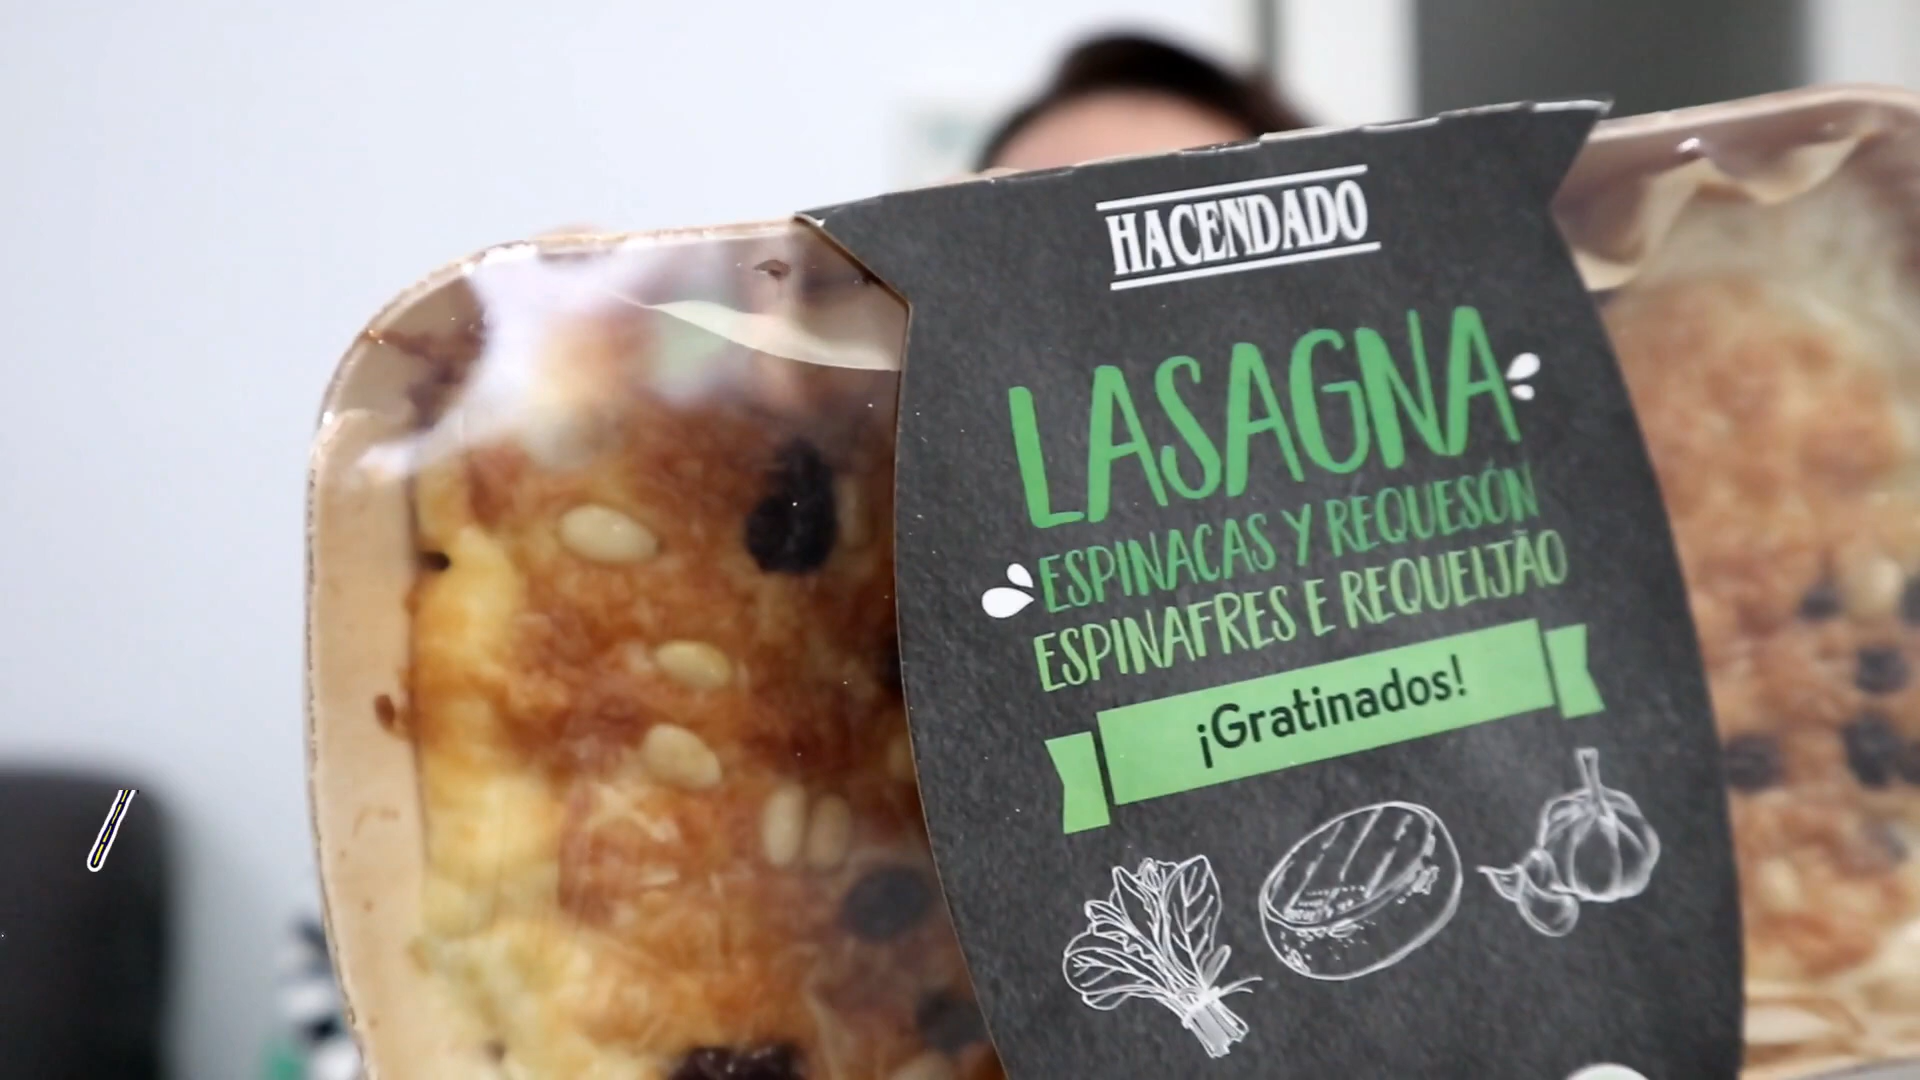 HACENDADO
LASAGNA
ESPINACAS Y REQUESÓN
ESPINAFRES E REQUEIJÃO
¡Gratinados!